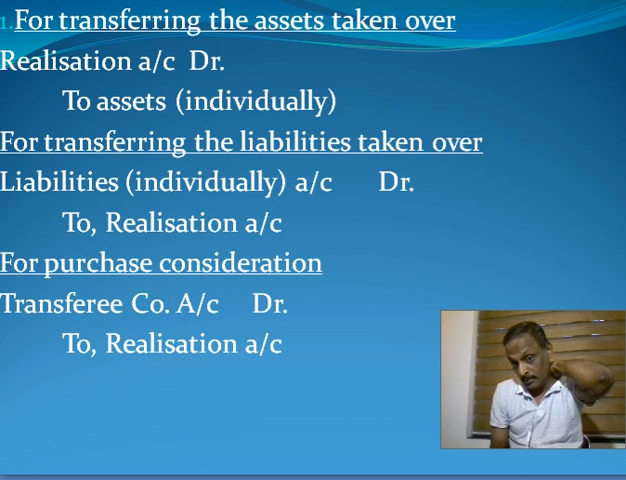 1.For transferring the assets taken over
Realisation a/c Dr.
To assets (individually)
For transferring the liabilities taken over
Liabilities (individually) a/c Dr.
To, Realisation a/c
For purchase consideration
Transferee Co. A/c Dr.
To, Realisation a/c